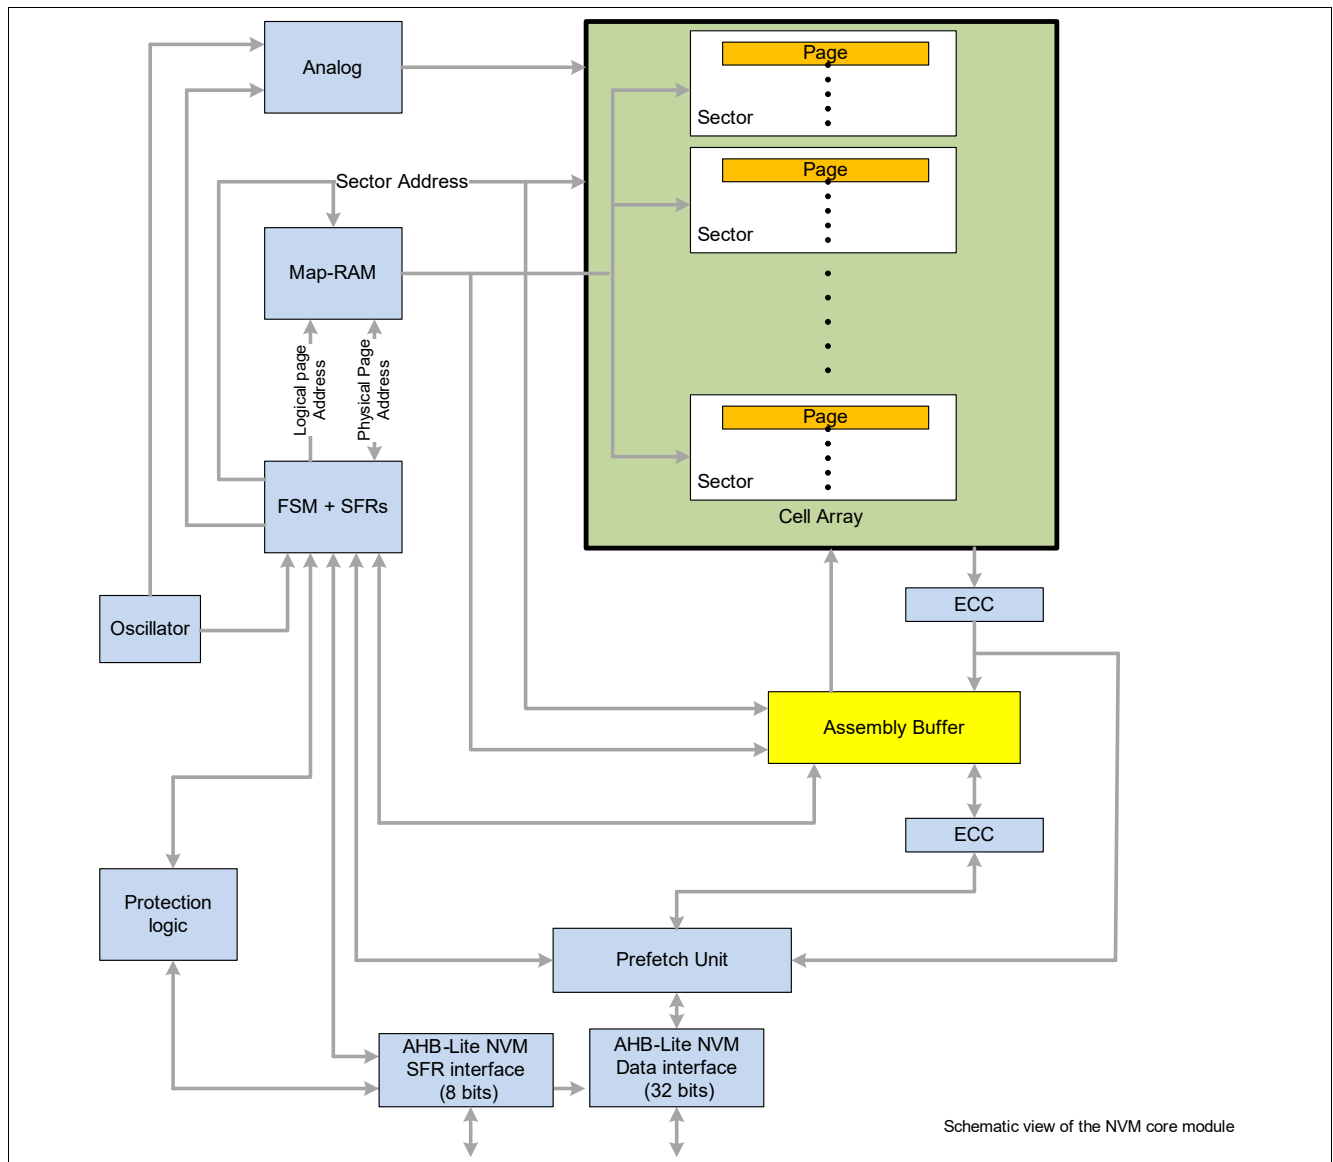 Page
Analog
Sector
Page
Sector Address
Sector
Map-RAM
Logical page
Address
Physical Page
Address
Page
Sector
FSM + SFRs
Cell Array
ECC
Oscillator
Assembly Buffer
ECC
Protection
logic
Prefetch Unit
AHB-Lite NVM
SFR interface
(8 bits)
AHB-Lite NVM
Data interface
(32 bits)
Schematic view of the NVM core module